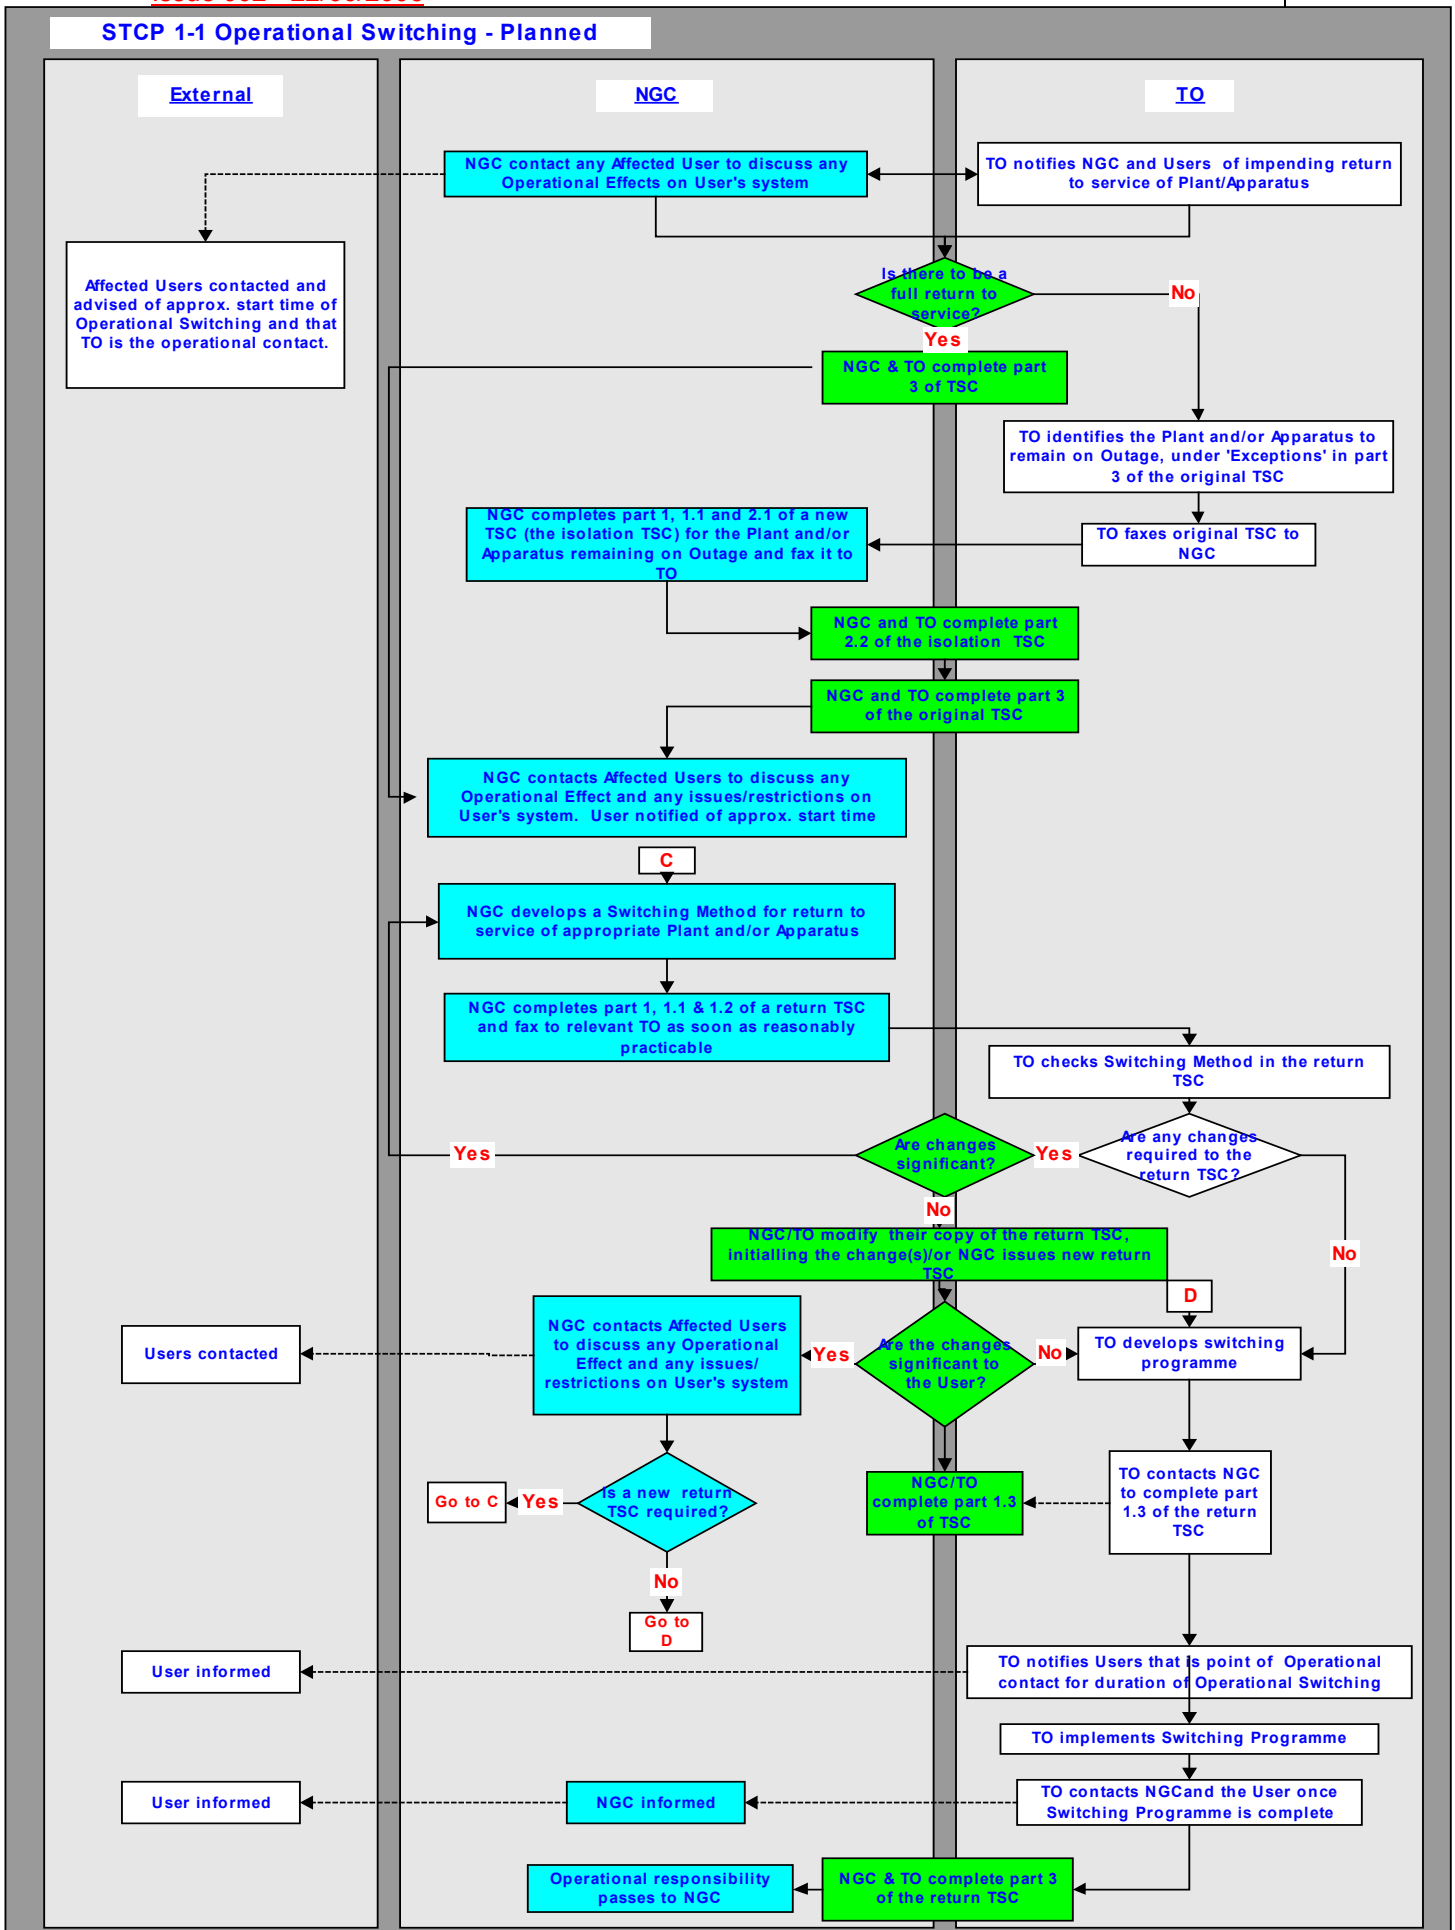 STCP 1-1 Operational Switching - Planned
External
NGC
TO
NGC contact any Affected User to discuss any
Operational Effects on User's system
TO notifies NGC and Users of impending return
to service of Plant/Apparatus
Affected Users contacted and
advised of approx. start time of
Operational Switching and that
TO is the operational contact.
Is there to be a
full return to
service?
No
Yes
NGC & TO complete part
3 of TSC
TO identifies the Plant and/or Apparatus to
remain on Outage, under 'Exceptions' in part
3 of the original TSC
NGC completes part 1, 1.1 and 2.1 of a new
TSC (the isolation TSC) for the Plant and/or
Apparatus remaining on Outage and fax it to
TO
TO faxes original TSC to
NGC
NGC and TO complete part
2.2 of the isolation TSC
NGC and TO complete part 3
of the original TSC
NGC contacts Affected Users to discuss any
Operational Effect and any issues/restrictions on
User's system. User notified of approx. start time
C
NGC develops a Switching Method for return to
service of appropriate Plant and/or Apparatus
NGC completes part 1, 1.1 & 1.2 of a return TSC
and fax to relevant TO as soon as reasonably
practicable
TO checks Switching Method in the return
TSC
Yes
Are changes
significant?
Yes
Are any changes
required to the
return TSC?
No
NGC/TO modify their copy of the return TSC,
initialling the change(s)/or NGC issues new return
TSC
No
D
NGC contacts Affected Users
to discuss any Operational
Effect and any issues/
restrictions on User's system
Users contacted
Yes
Are the changes
significant to
the User?
No
TO develops switching
programme
Go to C
Yes
Is a new return
TSC required?
NGC/TO
complete part 1.3
of TSC
TO contacts NGC
to complete part
1.3 of the return
TSC
No
Go to
D
User informed
TO notifies Users that is point of Operational
contact for duration of Operational Switching
TO implements Switching Programme
User informed
NGC informed
TO contacts NGCand the User once
Switching Programme is complete
Operational responsibility
passes to NGC
NGC & TO complete part 3
of the return TSC